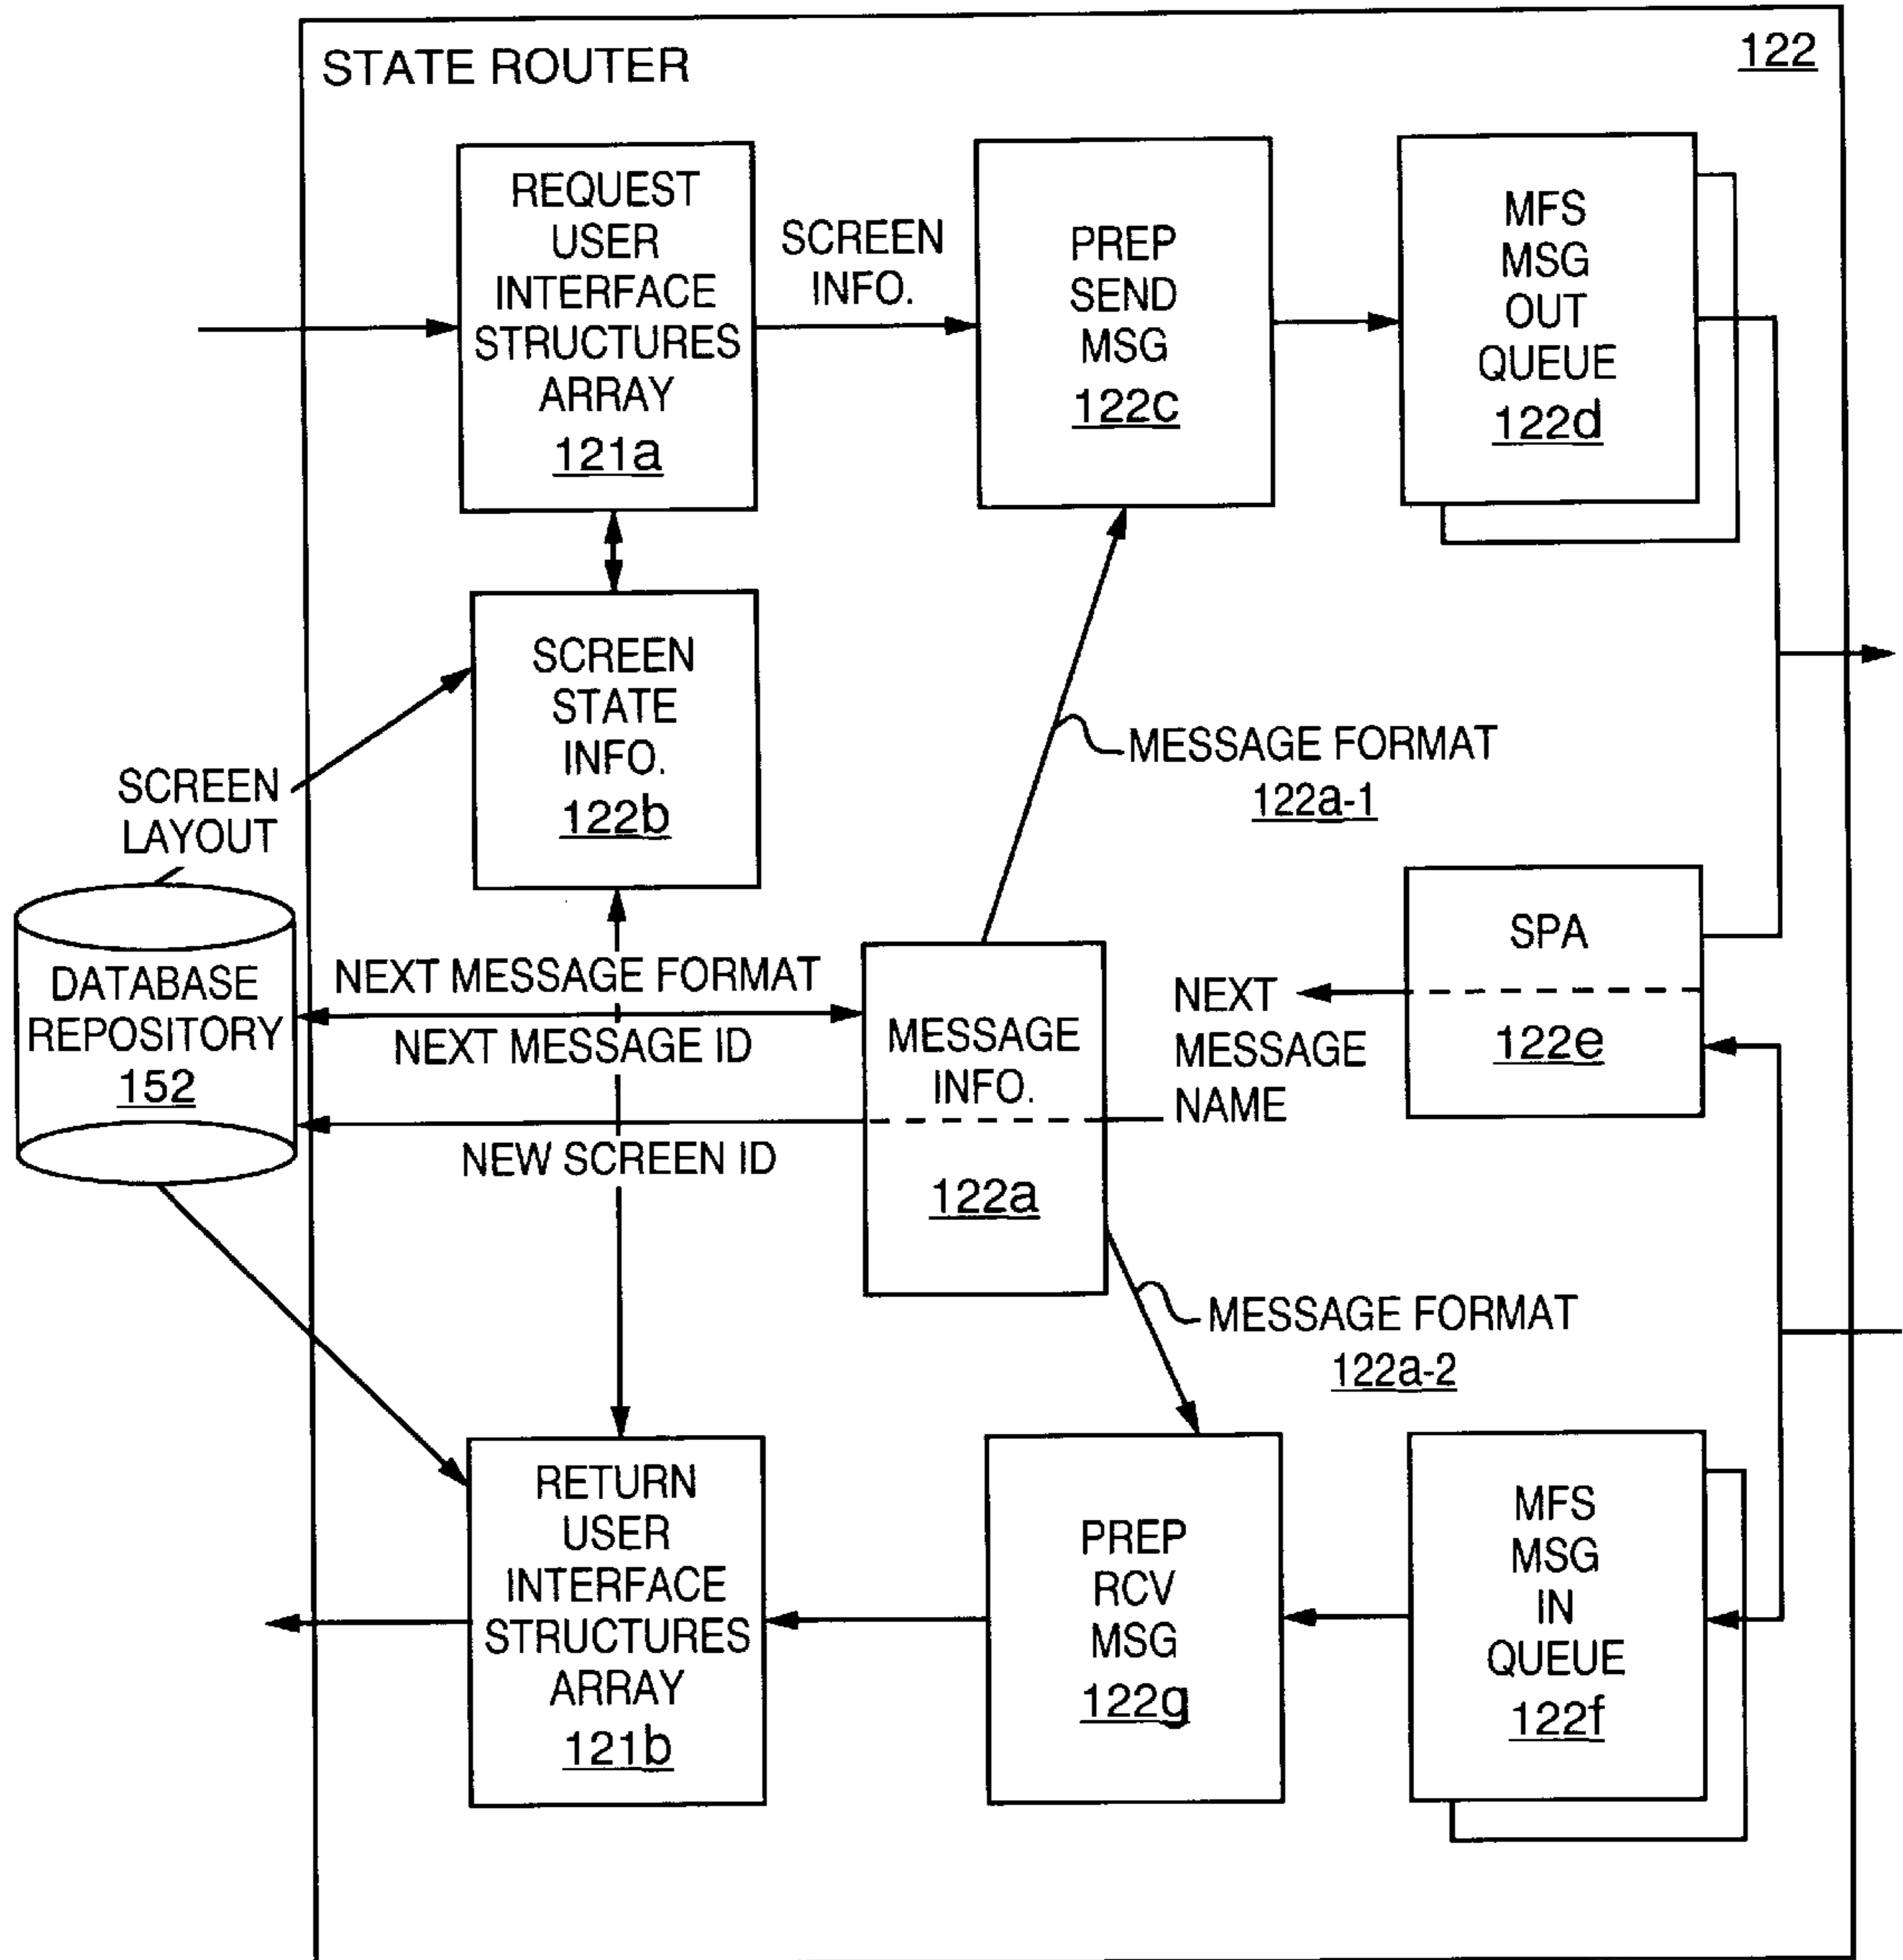 STATE ROUTER
122
REQUEST
USER
INTERFACE
STRUCTURES
ARRAY
121a
SCREEN
INFO.
PREP
SEND
MSG
122c
MFS
MSG
OUT
QUEUE
122d
SCREEN
STATE
INFO.
122b
SCREEN
LAYOUT
MESSAGE FORMAT
122a-1
DATABASE
REPOSITORY
152
NEXT MESSAGE FORMAT
NEXT MESSAGE ID
NEW SCREEN ID
MESSAGE
INFO.
122a
NEXT
MESSAGE
NAME
SPA
122e
MESSAGE FORMAT
122a-2
RETURN
USER
INTERFACE
STRUCTURES
ARRAY
121b
PREP
RCV
MSG
122g
MFS
MSG
IN
QUEUE
122f